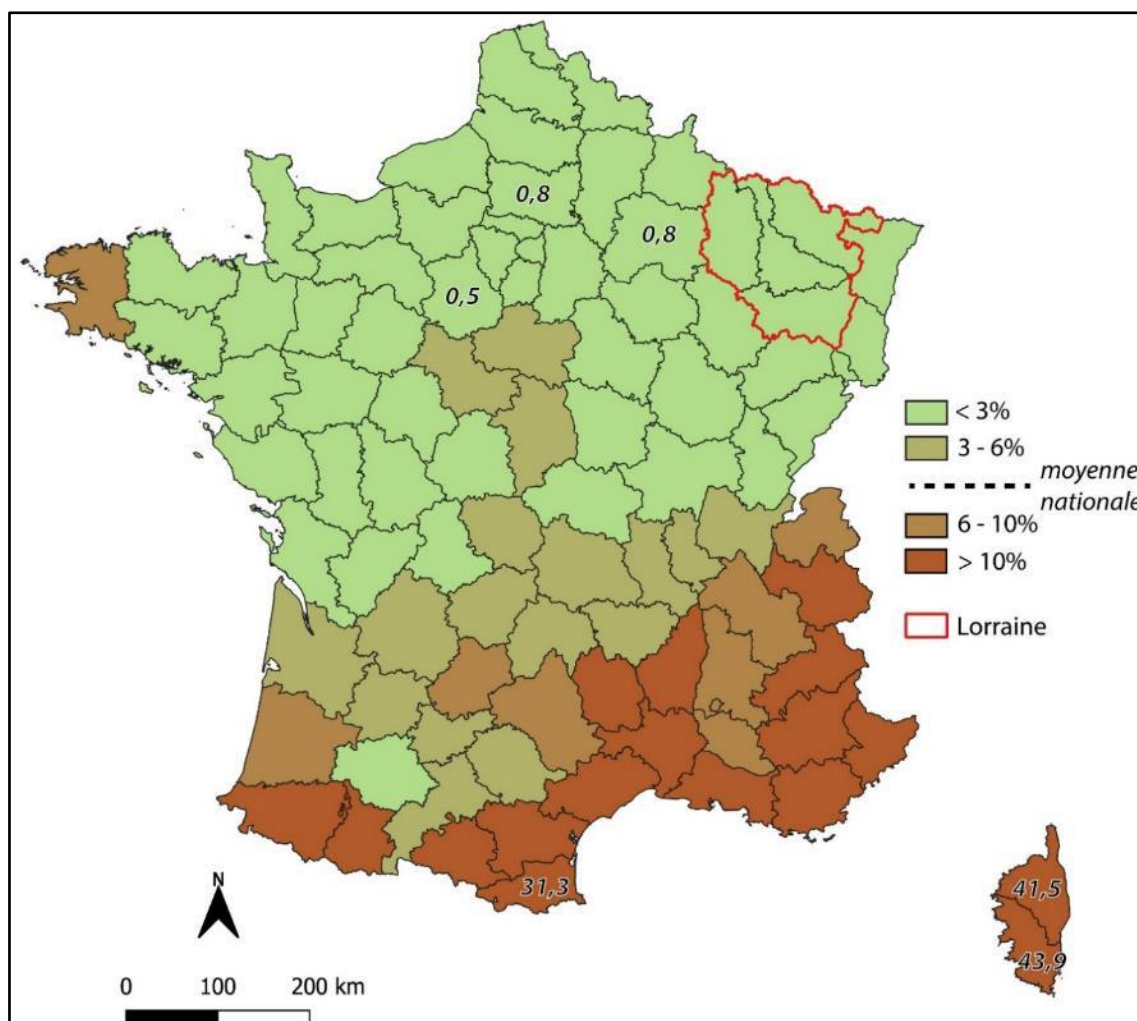 0,8
0,8
0,5
< 3%
3 - 6%
moyenne
nationale
6 - 10%
> 10%
Lorraine
31,3
41,5
43,9
N
0 100 200 km